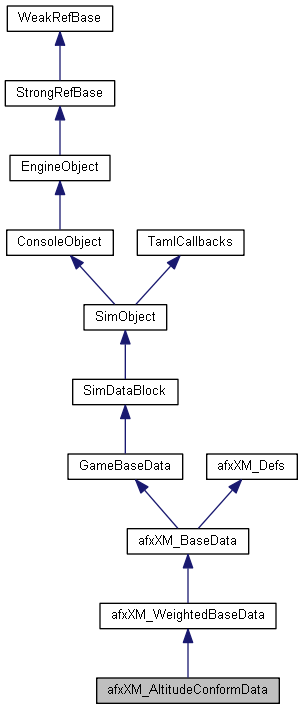 WeakRefBase
StrongRefBase
EngineObject
ConsoleObject
TamlCallbacks
SimObject
SimDataBlock
GameBaseData
afxXM_Defs
afxXM_BaseData
afxXM_WeightedBaseData
afxXM_AltitudeConformData